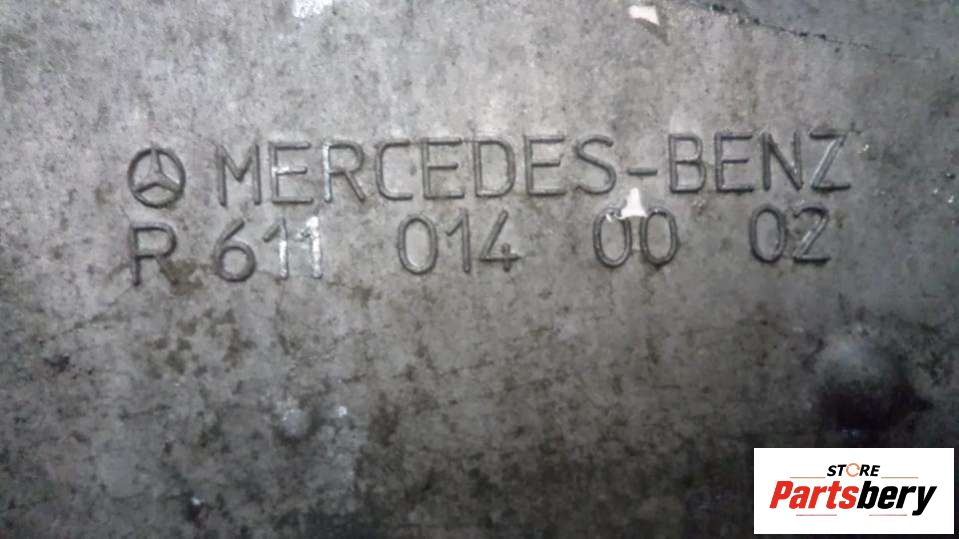 MERCEDES-BENZ
R 611 014 00 02
STORE
Partsbery